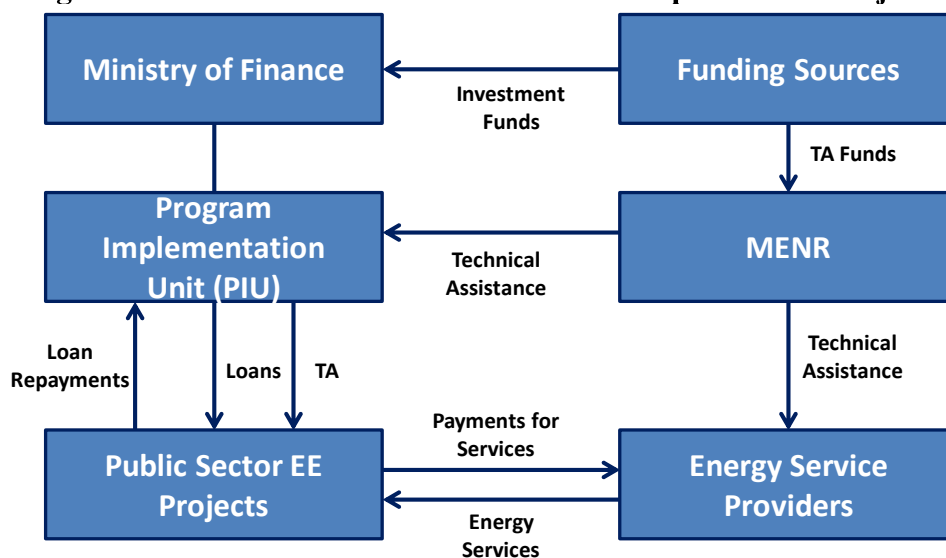 Ministry of Finance
Funding Sources
Investment
Funds
TA Funds
Program
Implementation
Unit (PIU)
MENR
Technical
Assistance
Loan
Repayments
Loans
TA
Technical
Assistance
Payments for
Services
Public Sector EE
Projects
Energy Service
Providers
Energy
Services